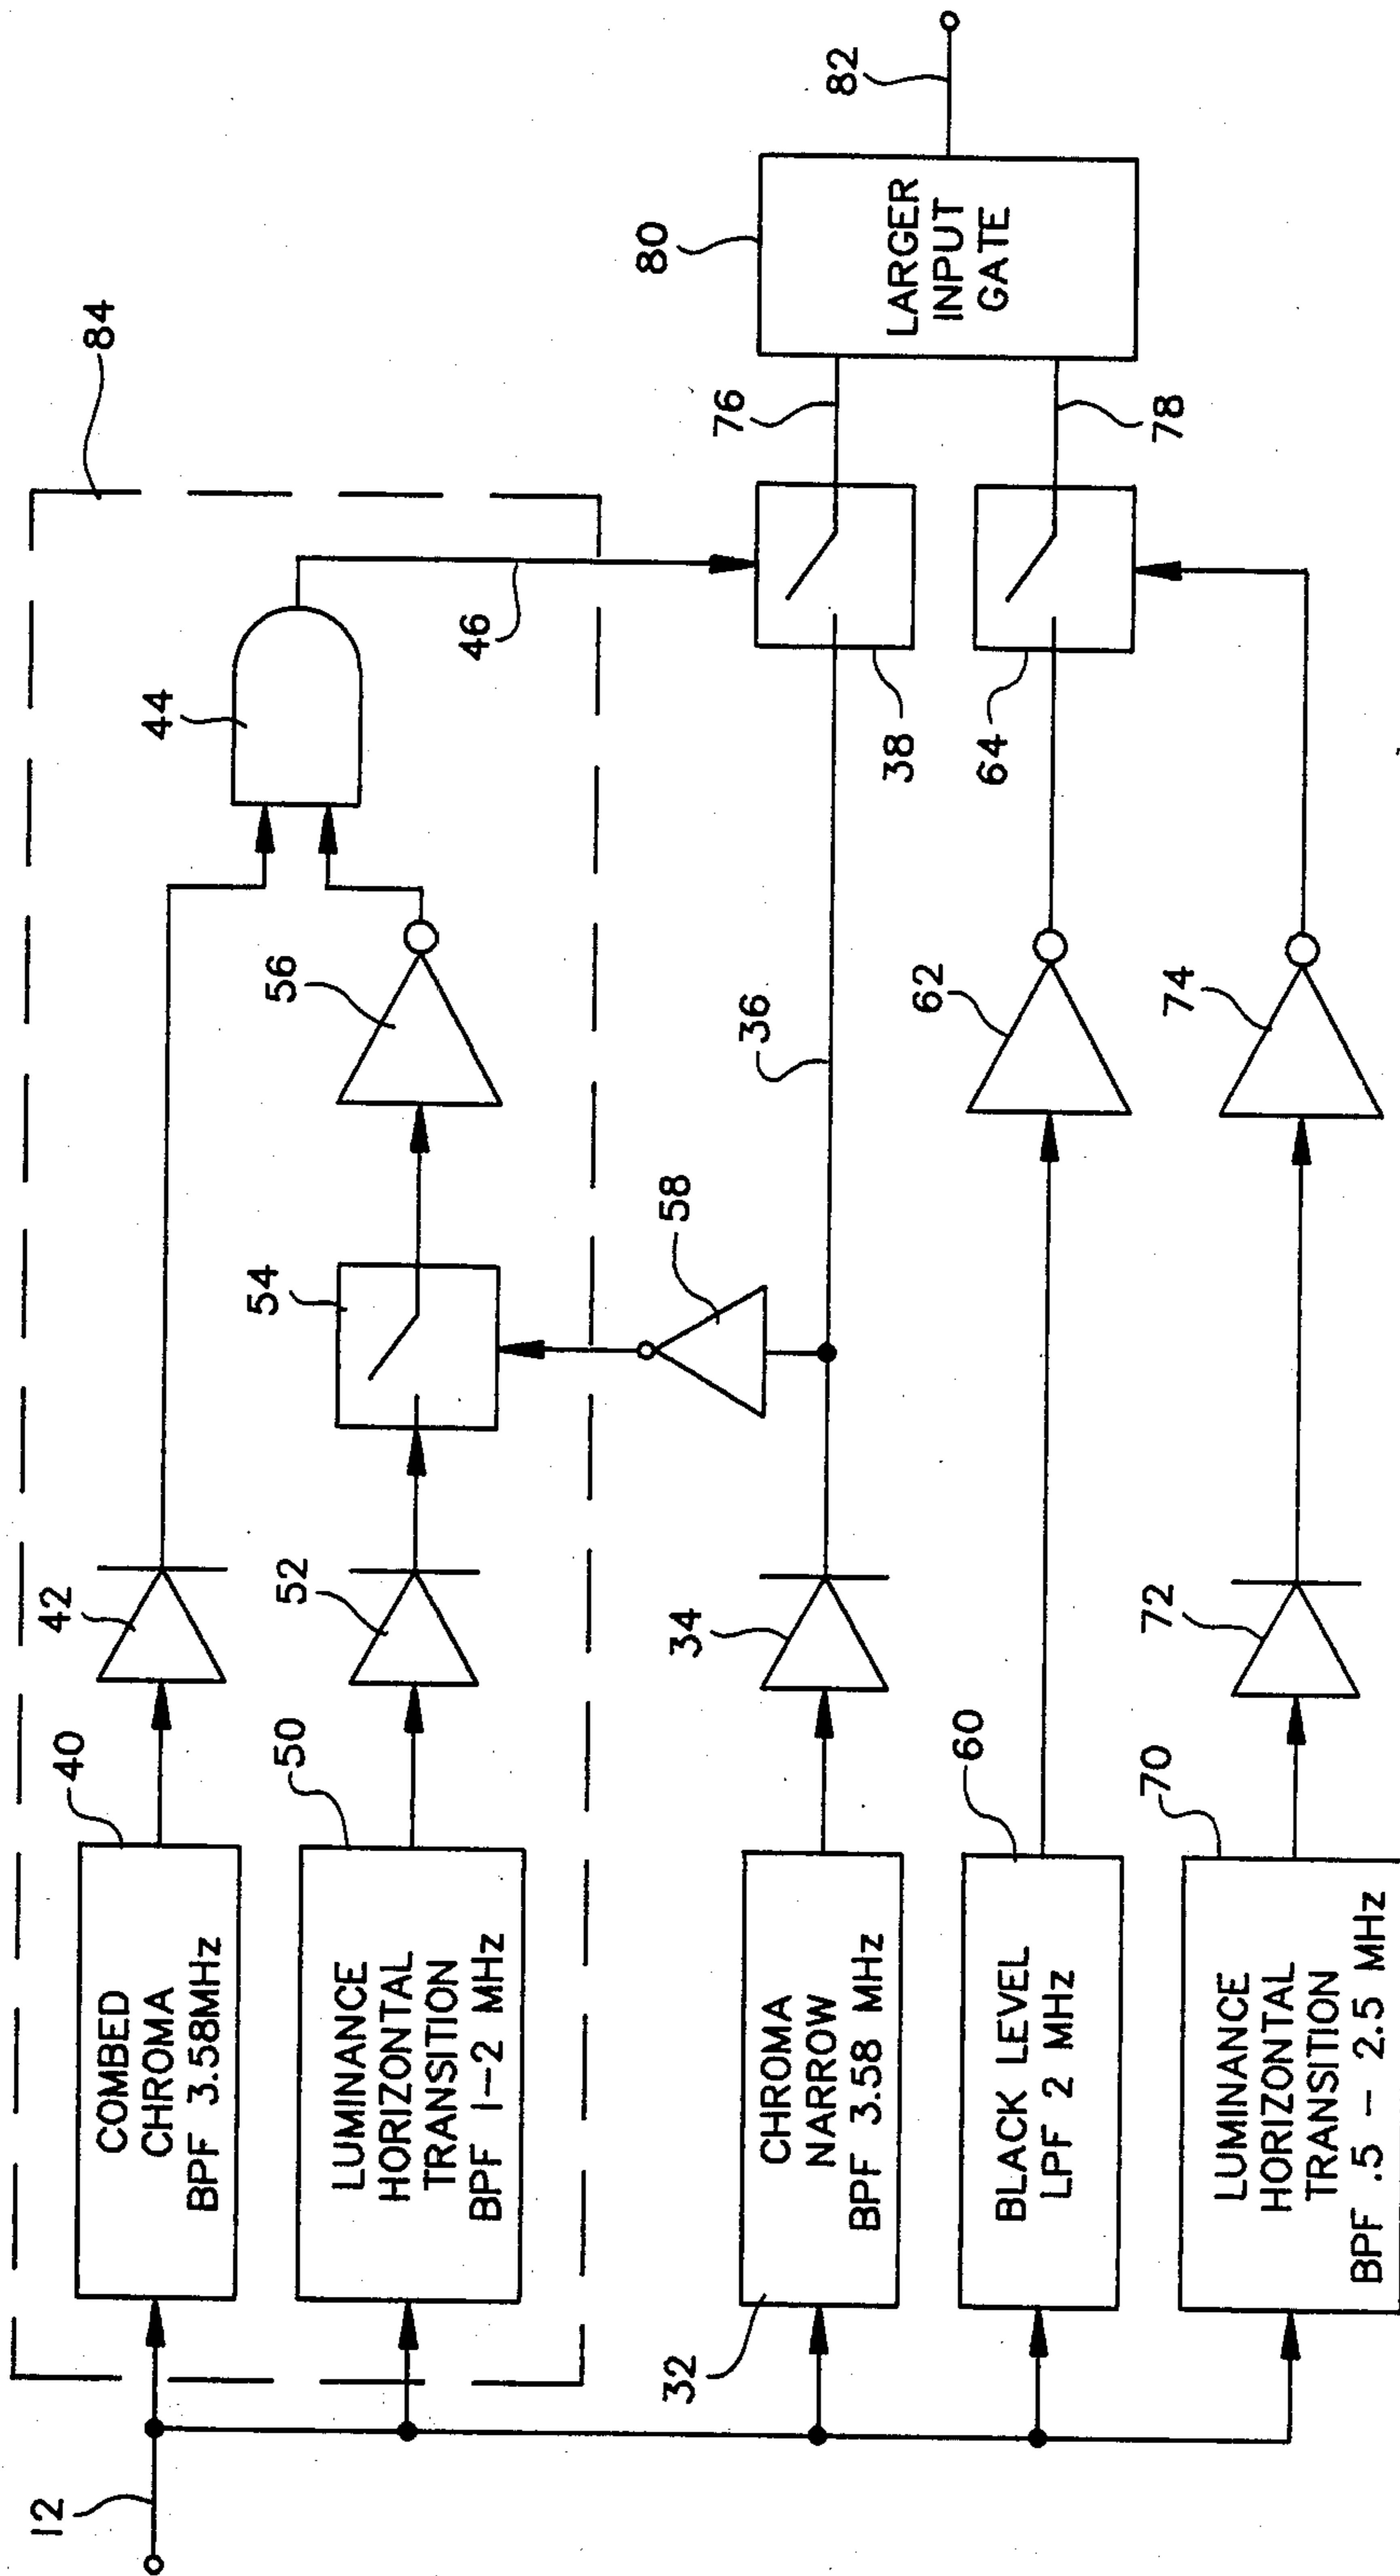 12
84
40
COMBED
CHROMA
BPF 3.58MHz
42
44
46
50
LUMINANCE
HORIZONTAL
TRANSITION
BPF 1-2 MHz
52
54
56
58
32
CHROMA
NARROW
BPF 3.58 MHz
34
36
38
76
80
LARGER
INPUT
GATE
82
60
BLACK LEVEL
LPF 2 MHz
62
64
78
70
LUMINANCE
HORIZONTAL
TRANSITION
BPF .5 - 2.5 MHz
72
74